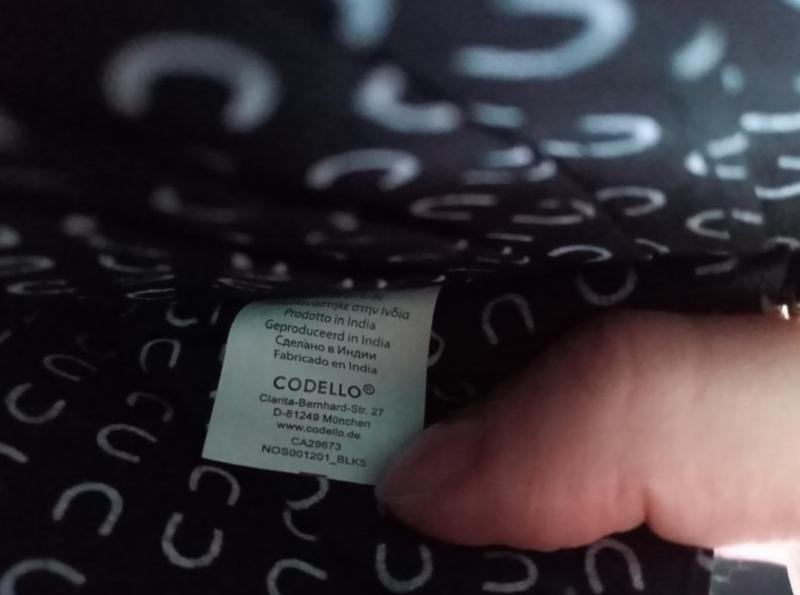 στην Ινδία
Prodotto in India
Geproduceerd in India
Сделано в Индии
Fabricado en India
CODELLO®
Clarita-Bernhard-Str. 27
D-81249 München
www.codello.de
CA29673
NOS001201_BLK5